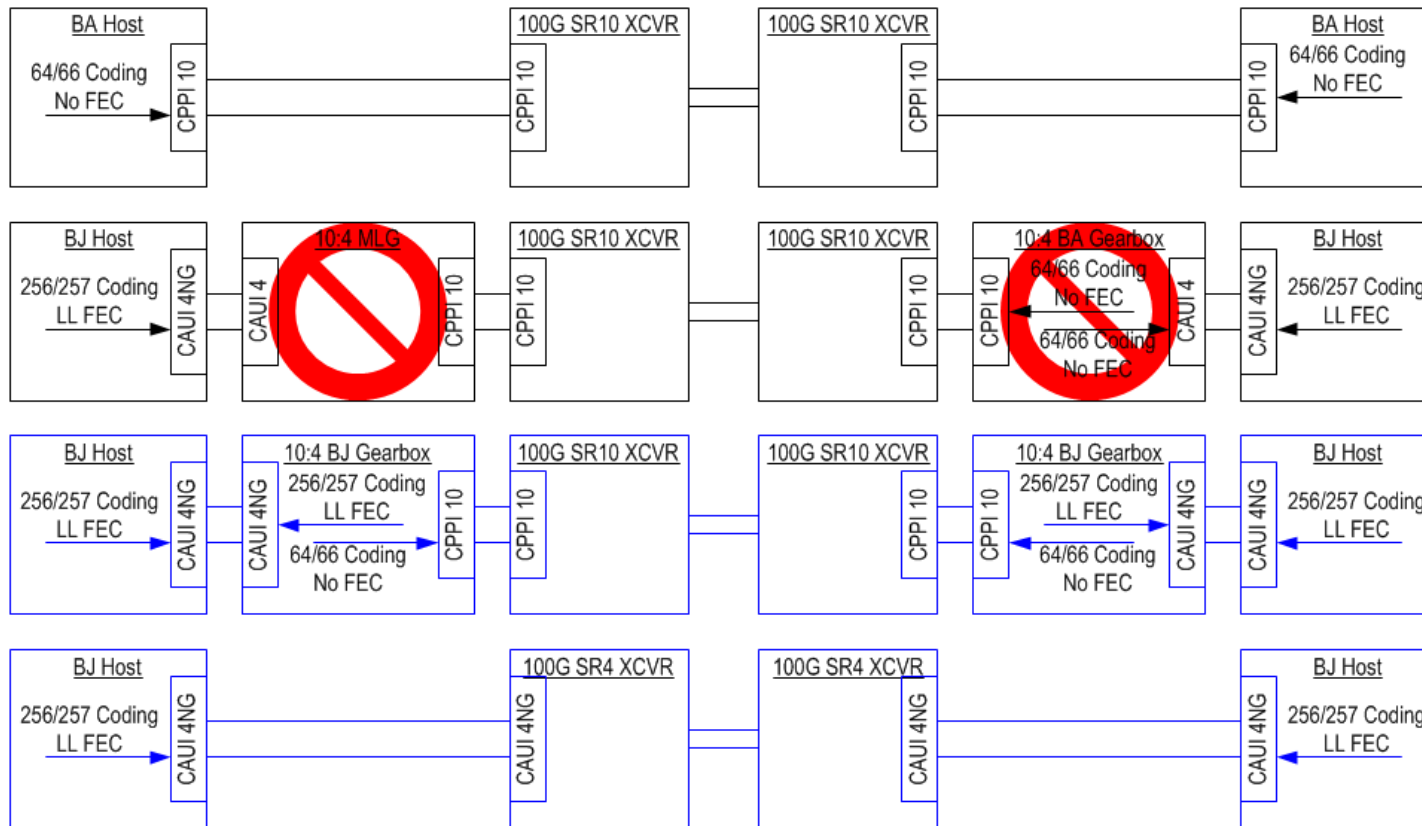 BA Host
64/66 Coding
No FEC
CPPI 10
100G SR10 XCVR
CPPI 10
100G SR10 XCVR
CPPI 10
BA Host
CPPI 10
64/66 Coding
No FEC
BJ Host
256/257 Coding
LL FEC
CAUI 4NG
10:4 MLG
CAUI 4
CPPI 10
100G SR10 XCVR
CPPI 10
100G SR10 XCVR
CPPI 10
10:4 BA Gearbox
CPPI 10
64/66 Coding
No FEC
64/66 Coding
No FEC
CAUI 4
BJ Host
CAUI 4NG
256/257 Coding
LL FEC
BJ Host
256/257 Coding
LL FEC
CAUI 4NG
10:4 BJ Gearbox
CAUI 4NG
256/257 Coding
LL FEC
64/66 Coding
No FEC
CPPI 10
100G SR10 XCVR
CPPI 10
100G SR10 XCVR
CPPI 10
10:4 BJ Gearbox
CPPI 10
256/257 Coding
LL FEC
64/66 Coding
No FEC
CAUI 4NG
BJ Host
CAUI 4NG
256/257 Coding
LL FEC
BJ Host
256/257 Coding
LL FEC
CAUI 4NG
100G SR4 XCVR
CAUI 4NG
100G SR4 XCVR
CAUI 4NG
BJ Host
CAUI 4NG
256/257 Coding
LL FEC